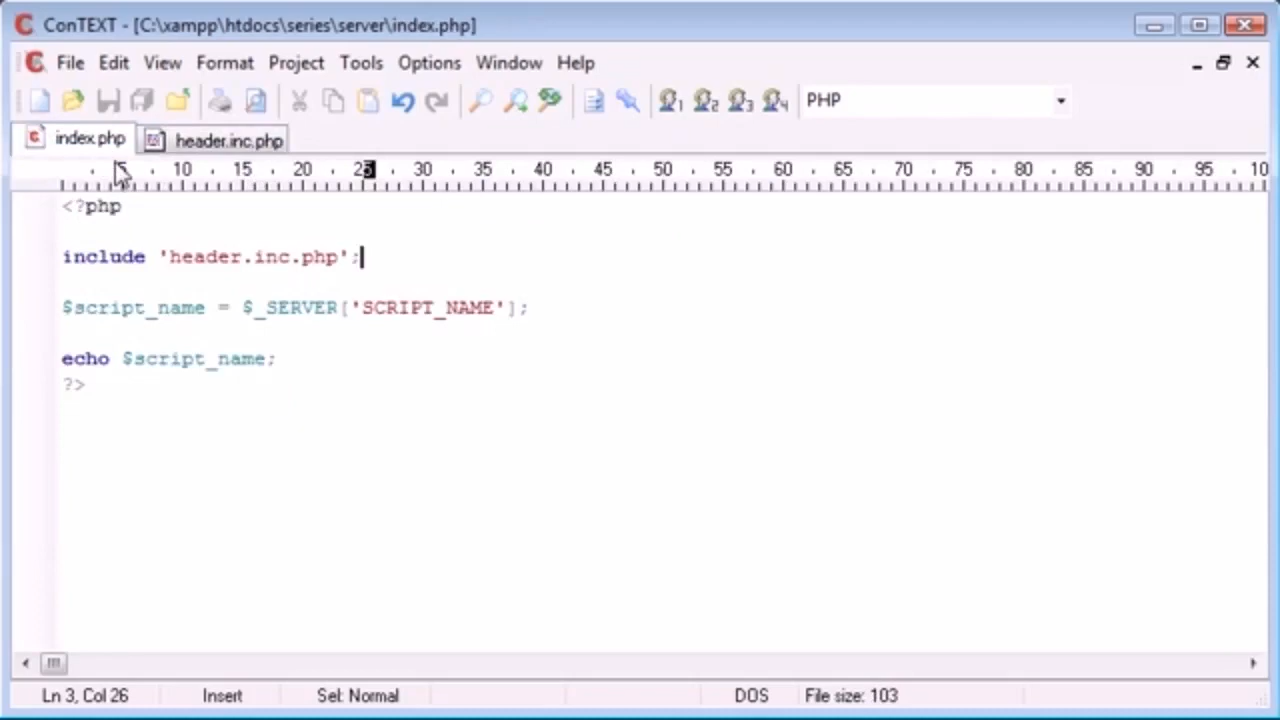 ConTEXT - [C:\xampp\htdocs\series\server\index.php]
File Edit View Format Project Tools Options Window Help
PHP
index.php header.inc.php
5 10 15 20 25 30 35 40 45 50 55 60 65 70 75 80 85 90 95 10
<?php
include 'header.inc.php';
$script_name = $_SERVER['SCRIPT_NAME'];
echo $script_name;
?>
Ln 3, Col 26 Insert Sel: Normal DOS File size: 103